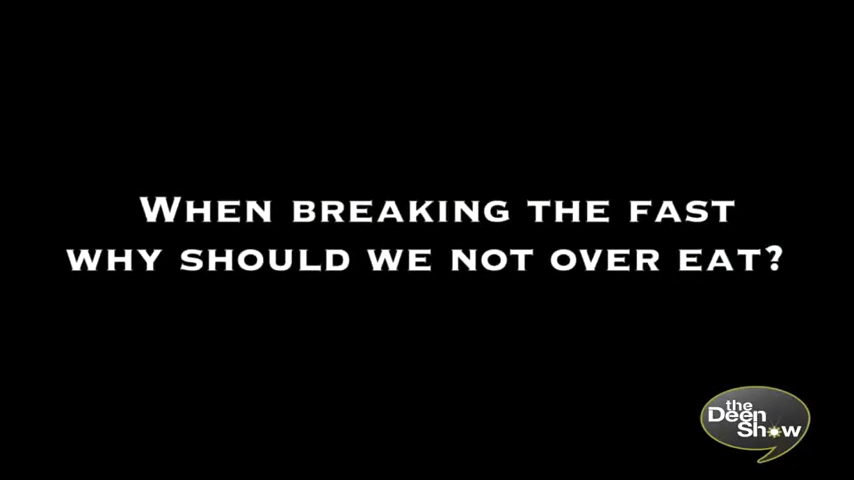 WHEN BREAKING THE FAST
WHY SHOULD WE NOT OVER EAT?
the
Deen
Show